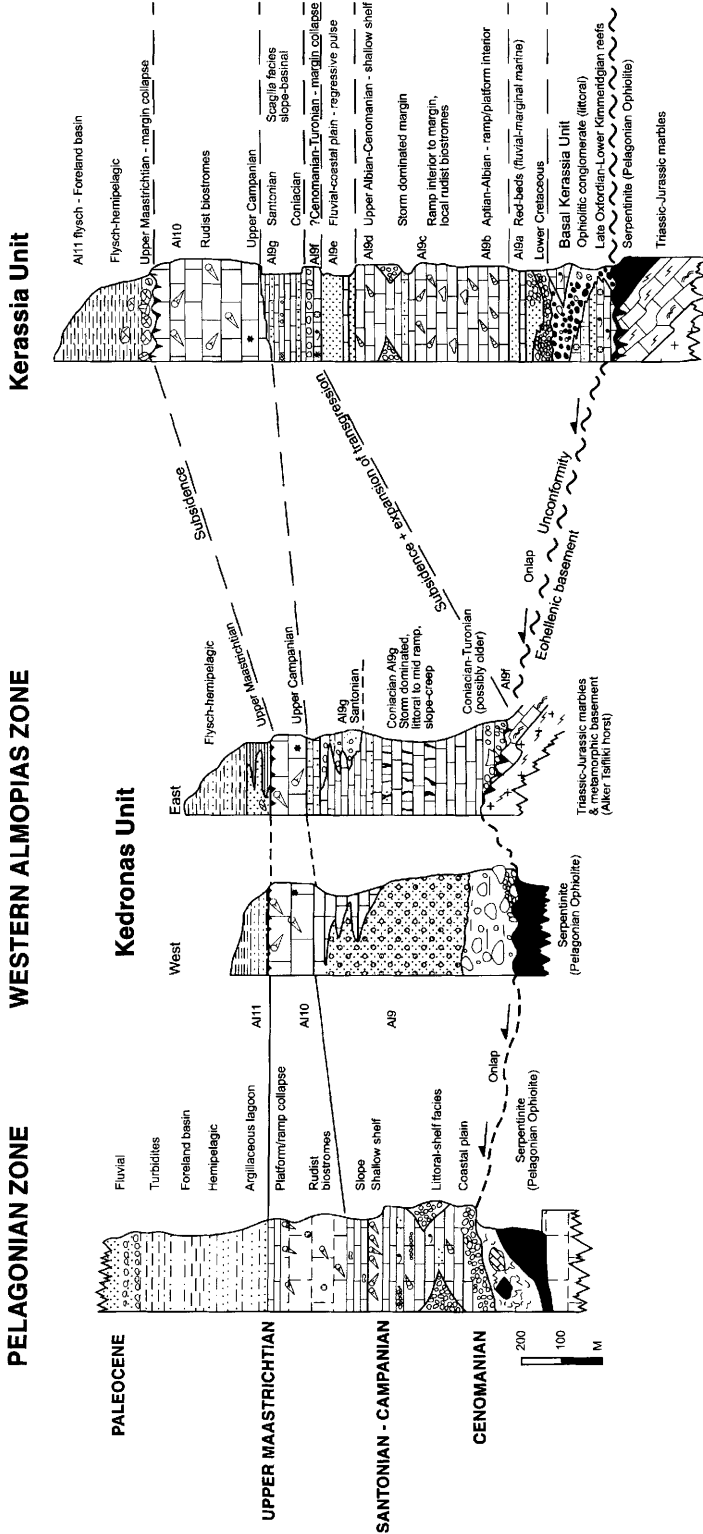 PELAGONIAN ZONE
WESTERN ALMOPIAS ZONE
Kedronas Unit
Kerassia Unit
PALEOCENE
UPPER MAASTRICHTIAN
SANTONIAN - CAMPANIAN
CENOMANIAN
200
100
M
Fluvial
Turbidites
Foreland basin
Hemipelagic
Argillaceous lagoon
Platform/ramp collapse
Rudist
biostromes
Slope
Shallow shelf
Littoral-shelf facies
Coastal plain
Onlap
Serpentinite
(Pelagonian Ophiolite)
Al11
Al10
Al9
West
Serpentinite
(Pelagonian Ophiolite)
East
Flysch-hemipelagic
Upper Maastrichtian
Upper Campanian
Al9g
Santonian
Coniacian Al9g
Storm dominated,
littoral to mid ramp,
slope-creep
Coniacian-Turonian
(possibly older)
Al9f
Triassic-Jurassic marbles
& metamorphic basement
(Alker Tsifliki horst)
Subsidence
Subsidence + expansion of transgression
Onlap
Unconformity
Eohellenic basement
Al11 flysch - Foreland basin
Flysch-hemipelagic
Upper Maastrichtian - margin collapse
Al10
Rudist biostromes
Upper Campanian
Al9g
Santonian
Scaglia facies
slope-basinal
Coniacian
Al9f
?Cenomanian-Turonian - margin collapse
Al9e
Fluvial-coastal plain - regressive pulse
Al9d
Upper Albian-Cenomanian - shallow shelf
Storm dominated margin
Al9c
Ramp interior to margin,
local rudist biostromes
Al9b
Aptian-Albian - ramp/platform interior
Al9a
Red-beds (fluvial-marginal marine)
Lower Cretaceous
Basal Kerassia Unit
Ophiolitic conglomerate (littoral)
Late Oxfordian-Lower Kimmeridgian reefs
Serpentinite (Pelagonian Ophiolite)
Triassic-Jurassic marbles